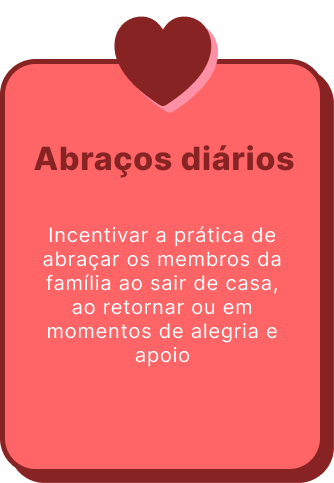 Abraços diários
Incentivar a prática de
abraçar os membros da
família ao sair de casa,
ao retornar ou em
momentos de alegria e
apoio